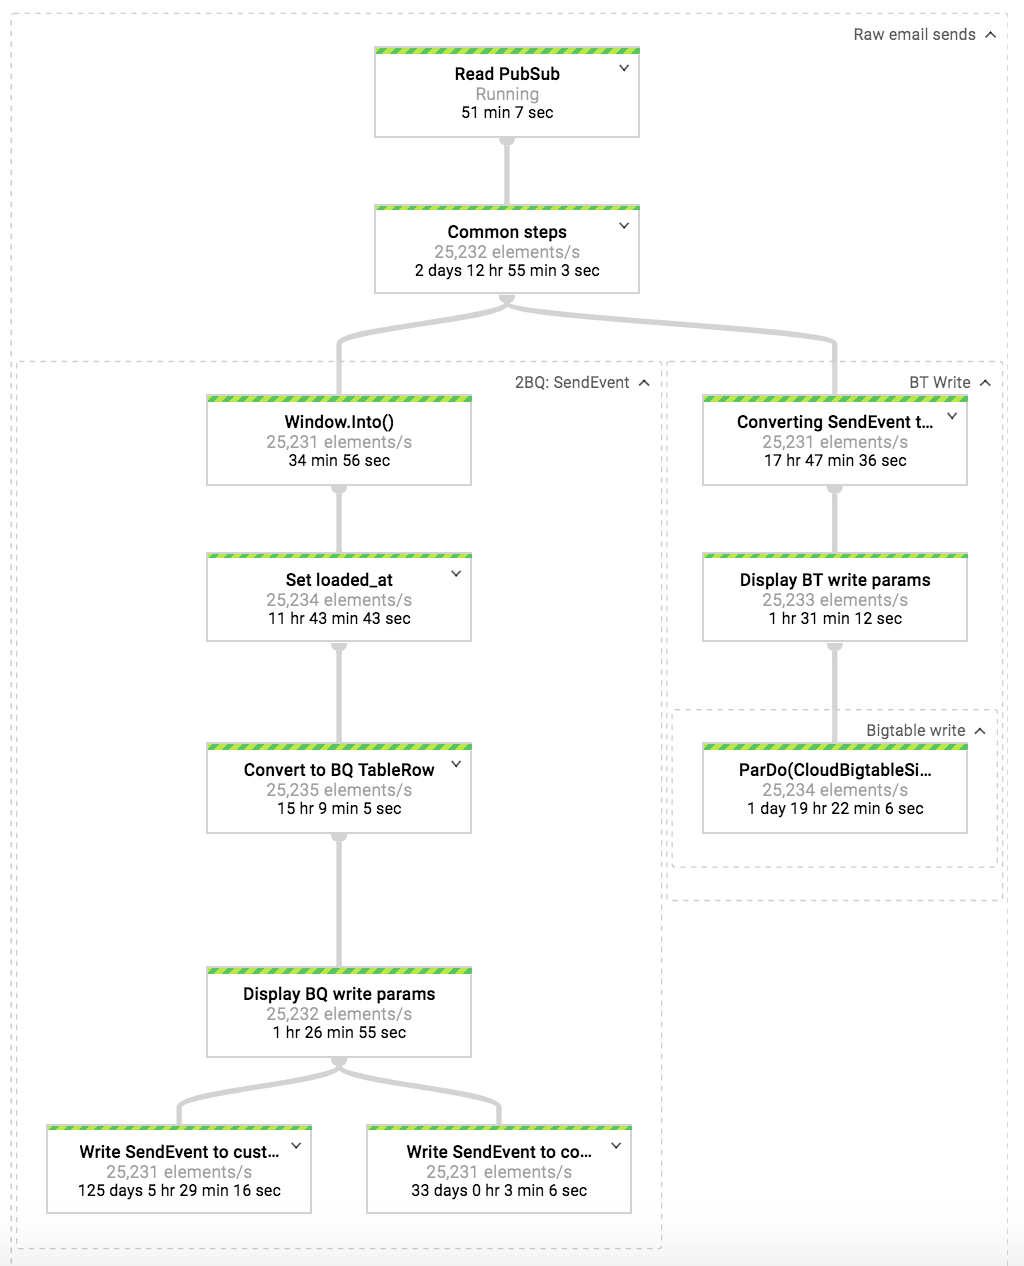 Raw email sends
Read PubSub
Running
51 min 7 sec
Common steps
25,232 elements/s
2 days 12 hr 55 min 3 sec
2BQ: SendEvent
BT Write
Window.Into()
25,231 elements/s
34 min 56 sec
Converting SendEvent t...
25,231 elements/s
17 hr 47 min 36 sec
Set loaded_at
25,234 elements/s
11 hr 43 min 43 sec
Display BT write params
25,233 elements/s
1 hr 31 min 12 sec
Bigtable write
Convert to BQ TableRow
25,235 elements/s
15 hr 9 min 5 sec
ParDo(CloudBigtableSi...
25,234 elements/s
1 day 19 hr 22 min 6 sec
Display BQ write params
25,232 elements/s
1 hr 26 min 55 sec
Write SendEvent to cust...
25,231 elements/s
125 days 5 hr 29 min 16 sec
Write SendEvent to co...
25,231 elements/s
33 days 0 hr 3 min 6 sec